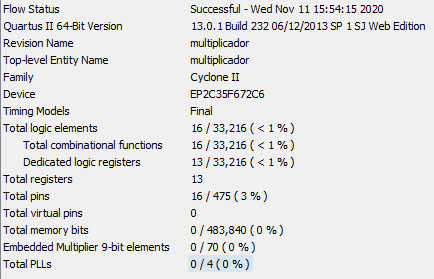 Flow Status Successful - Wed Nov 11 15:54:15 2020
Quartus II 64-Bit Version 13.0.1 Build 232 06/12/2013 SP 1 SJ Web Edition
Revision Name multiplicador
Top-level Entity Name multiplicador
Family Cyclone II
Device EP2C35F672C6
Timing Models Final
Total logic elements 16 / 33,216 ( < 1 % )
Total combinational functions 16 / 33,216 ( < 1 % )
Dedicated logic registers 13 / 33,216 ( < 1 % )
Total registers 13
Total pins 16 / 475 ( 3 % )
Total virtual pins 0
Total memory bits 0 / 483,840 ( 0 % )
Embedded Multiplier 9-bit elements 0 / 70 ( 0 % )
Total PLLs 0 / 4 ( 0 % )